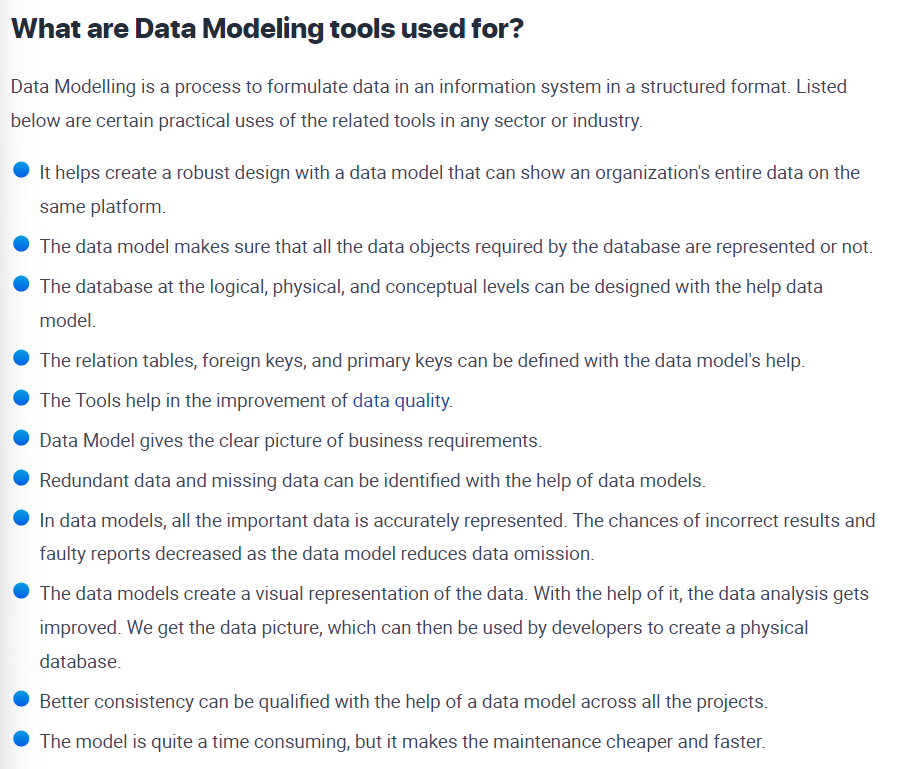 What are Data Modeling tools used for?
Data Modelling is a process to formulate data in an information system in a structured format. Listed
below are certain practical uses of the related tools in any sector or industry.
It helps create a robust design with a data model that can show an organization's entire data on the
same platform.
The data model makes sure that all the data objects required by the database are represented or not.
The database at the logical, physical, and conceptual levels can be designed with the help data
model.
The relation tables, foreign keys, and primary keys can be defined with the data model's help.
The Tools help in the improvement of data quality.
Data Model gives the clear picture of business requirements.
Redundant data and missing data can be identified with the help of data models.
In data models, all the important data is accurately represented. The chances of incorrect results and
faulty reports decreased as the data model reduces data omission.
The data models create a visual representation of the data. With the help of it, the data analysis gets
improved. We get the data picture, which can then be used by developers to create a physical
database.
Better consistency can be qualified with the help of a data model across all the projects.
The model is quite a time consuming, but it makes the maintenance cheaper and faster.